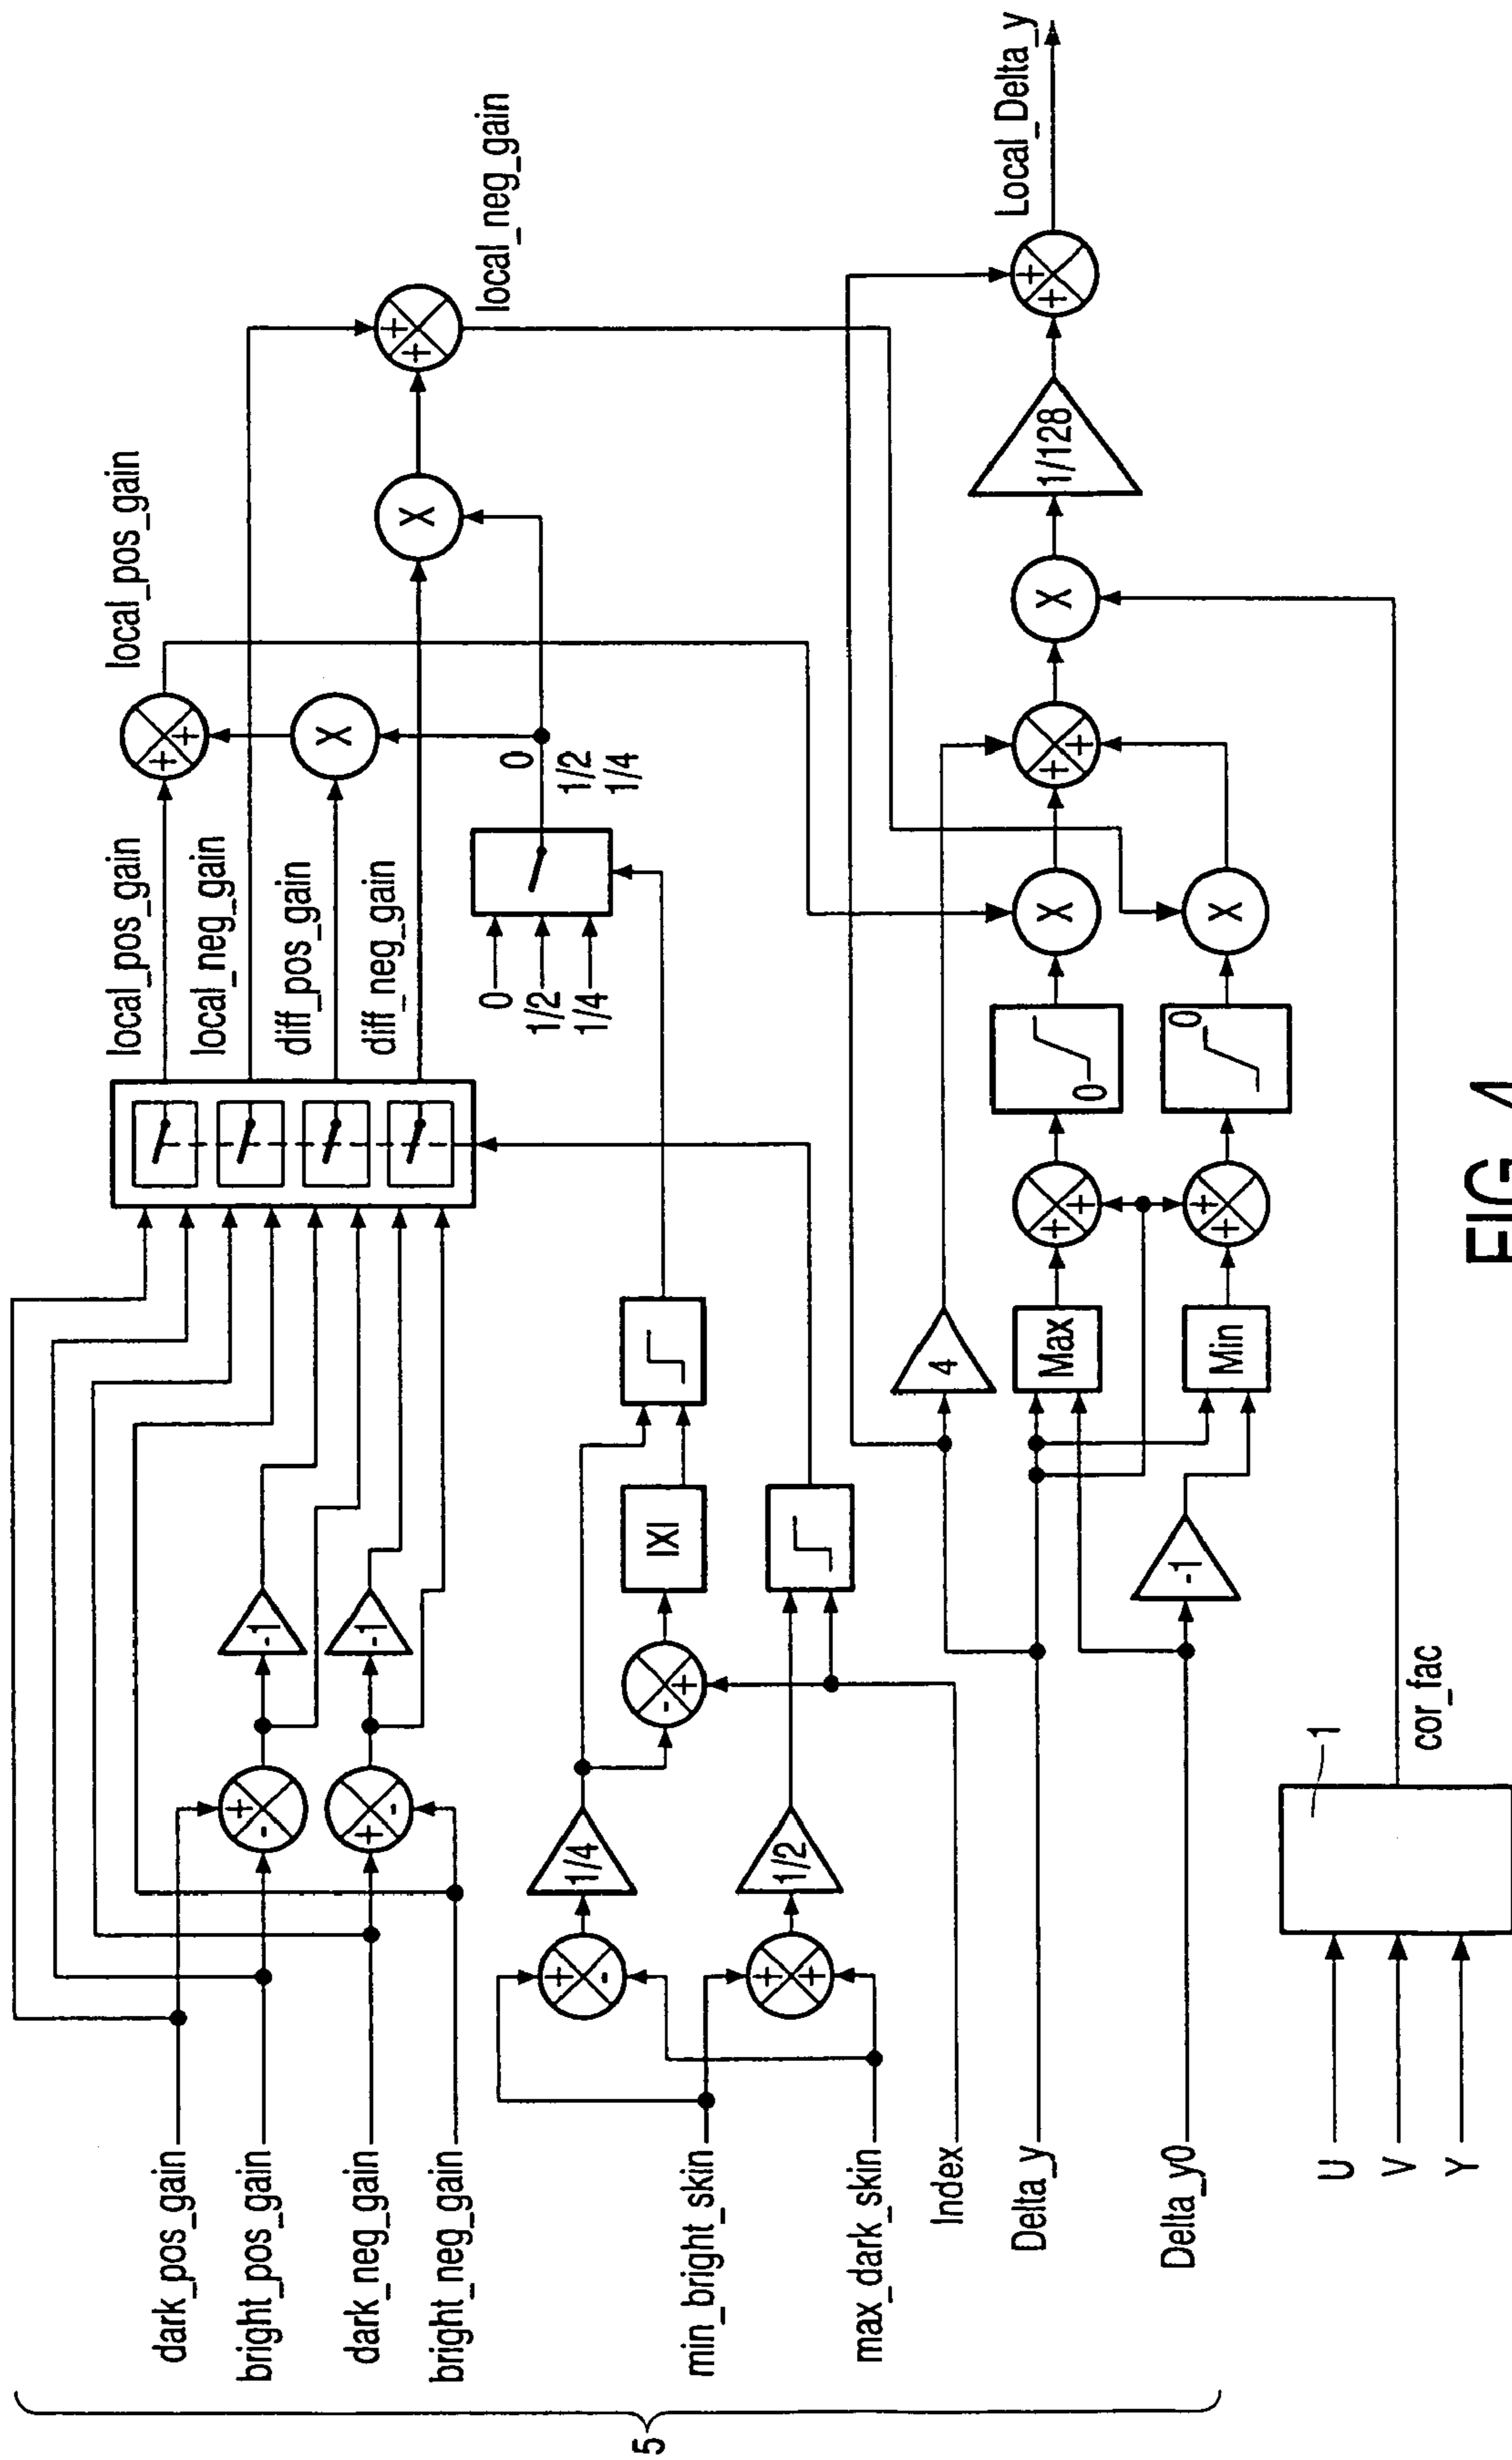 dark_pos_gain
bright_pos_gain
dark_neg_gain
bright_neg_gain
min_bright_skin
max_dark_skin
Index
Delta_y
Delta_y0
U
V
Y
5
+
-
+
-
-1
-1
+
-
+
+
1/4
1/2
-
+
|X|
-1
4
Max
Min
+
+
+
+
0
0
local_pos_gain
local_neg_gain
diff_pos_gain
diff_neg_gain
0
1/2
1/4
0
1/2
1/4
+
+
X
local_pos_gain
X
+
+
local_neg_gain
X
X
+
+
X
1/128
+
+
Local_Delta_y
1
cor_fac
FIG. 4